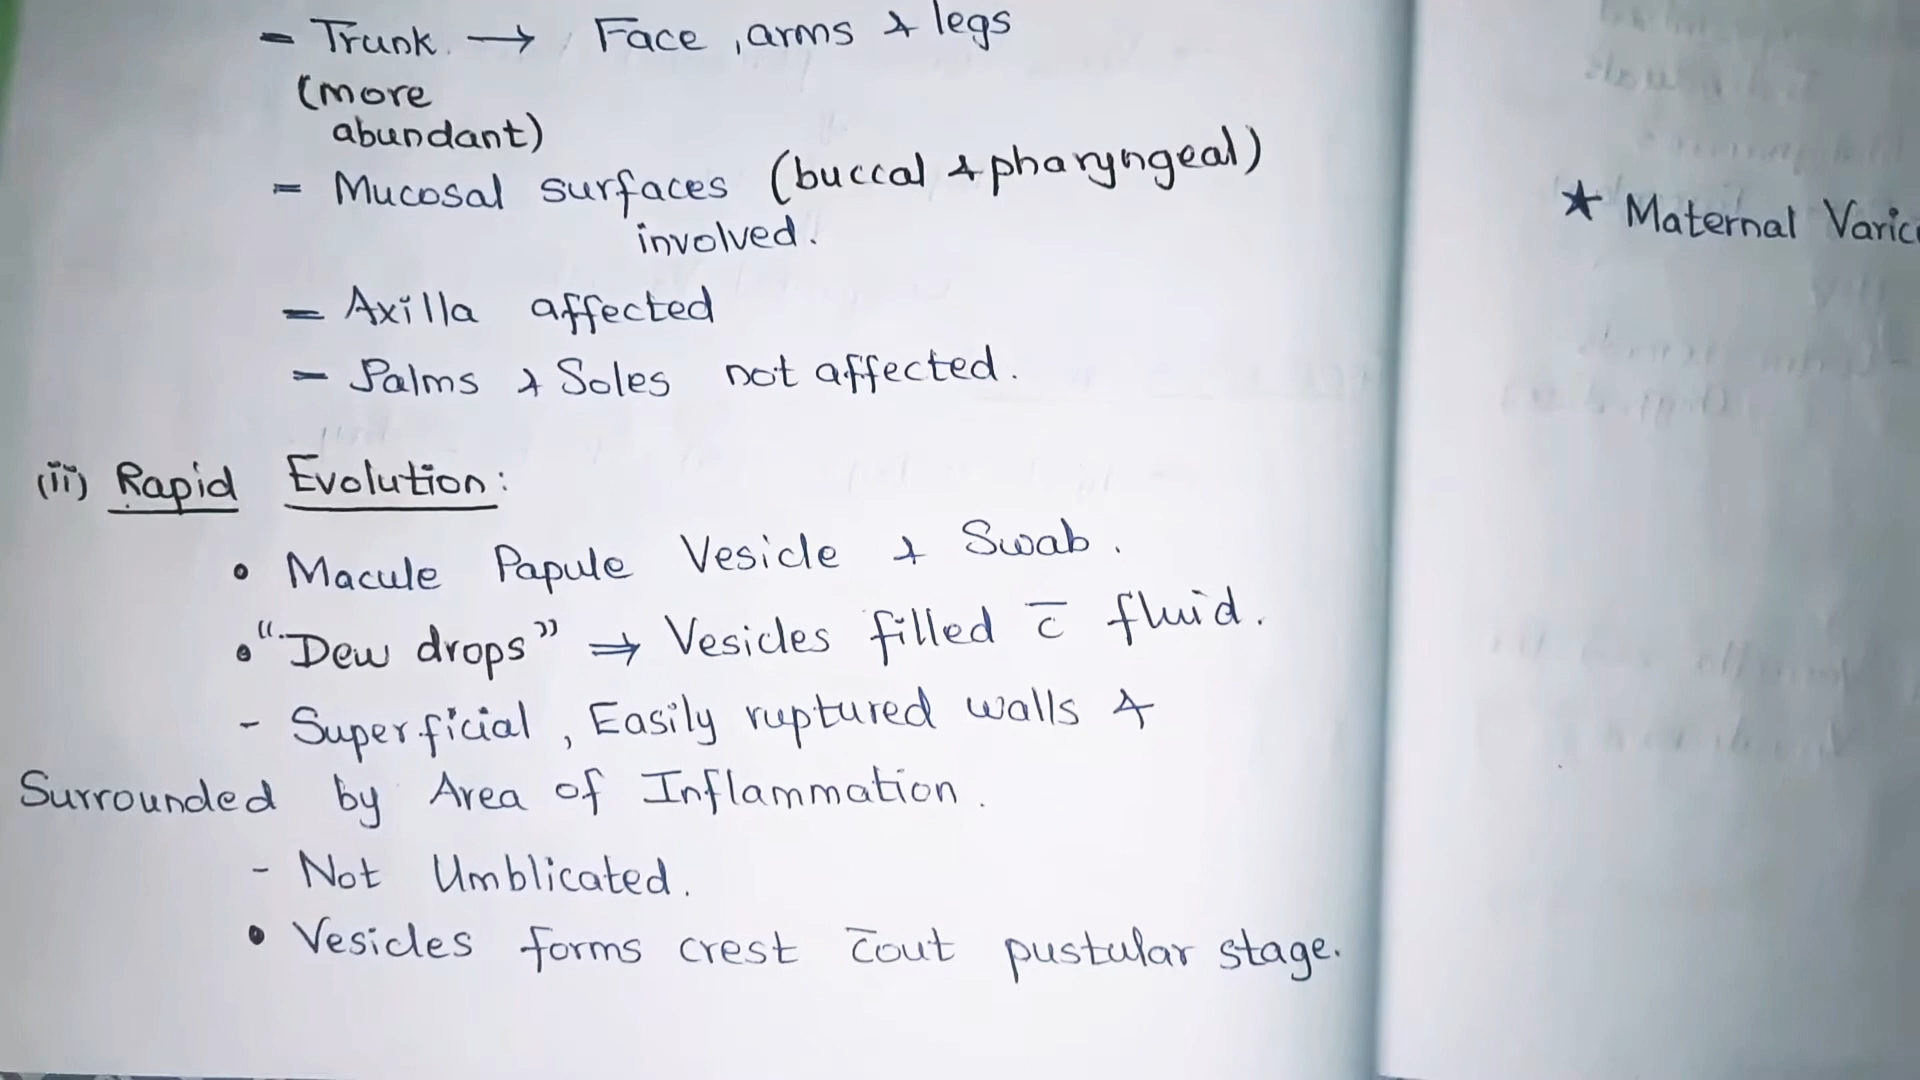 - Trunk → Face, arms & legs
(more
abundant)
= Mucosal surfaces (buccal & pharyngeal)
involved.
- Axilla affected
- Palms & Soles not affected.
(ii) Rapid Evolution:
• Macule Papule Vesicle & Swab.
• "Dew drops" ⇒ Vesicles filled c̅ fluid.
- Superficial, Easily ruptured walls &
Surrounded by Area of Inflammation.
- Not Umblicated.
• Vesicles forms crest c̅out pustular stage.
★ Maternal